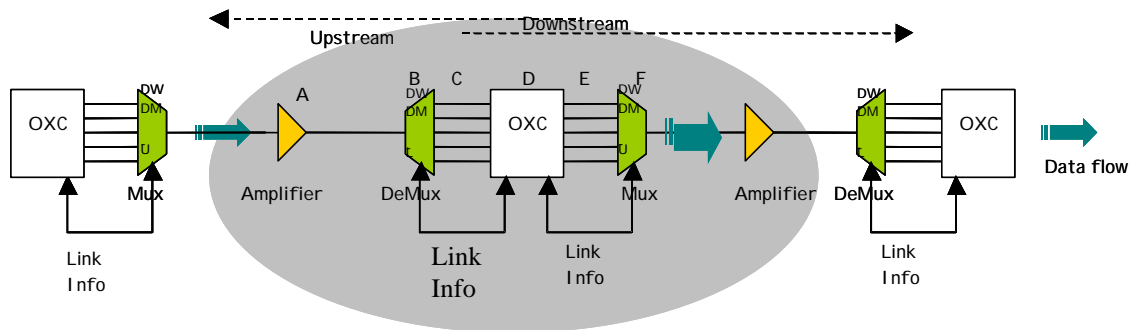 Downstream
Upstream
A
B
C
D
E
F
DW
DM
OXC
U
Mux
Amplifier
DW
DM
L
DeMux
OXC
DW
DM
U
Mux
Amplifier
DW
DM
L
DeMux
OXC
Data flow
Link
Info
Link
Info
Link
Info
Link
Info